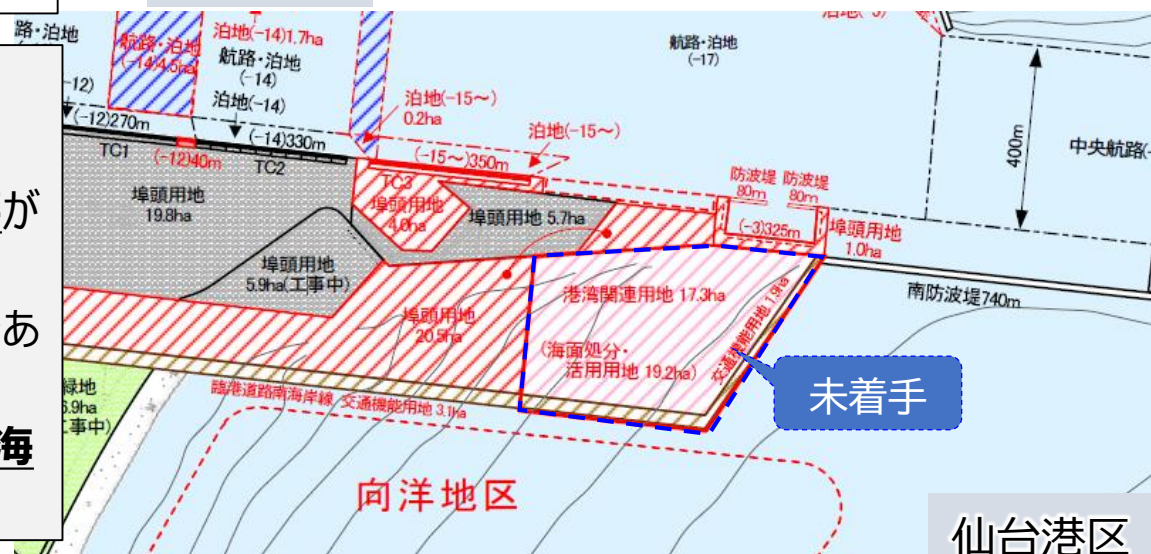 が
あ
海
路・泊地
航路・泊地
(-14)4.5ha
泊地(-14)1.7ha
航路・泊地
(-14)
泊地(-14)
-12)
泊地(-15～)
0.2ha
泊地(-15～)
航路・泊地
(-17)
400m
中央航路(-
(-12)270m
TC1
(-12)40m
(-14)330m
TC2
(-15～)350m
TC3
防波堤 防波堤
80m 80m
(-3)325m
埠頭用地
1.0ha
埠頭用地
19.8ha
埠頭用地
4.0ha
埠頭用地 5.7ha
埠頭用地
5.9ha(工事中)
埠頭用地
20.5ha
港湾関連用地 17.3ha
(海面処分・
活用用地 19.2ha)
交通機能用地 1.9ha
南防波堤740m
未着手
緑地
6.9ha
工事中)
臨港道路南海岸線 交通機能用地 3.1ha
向洋地区
仙台港区